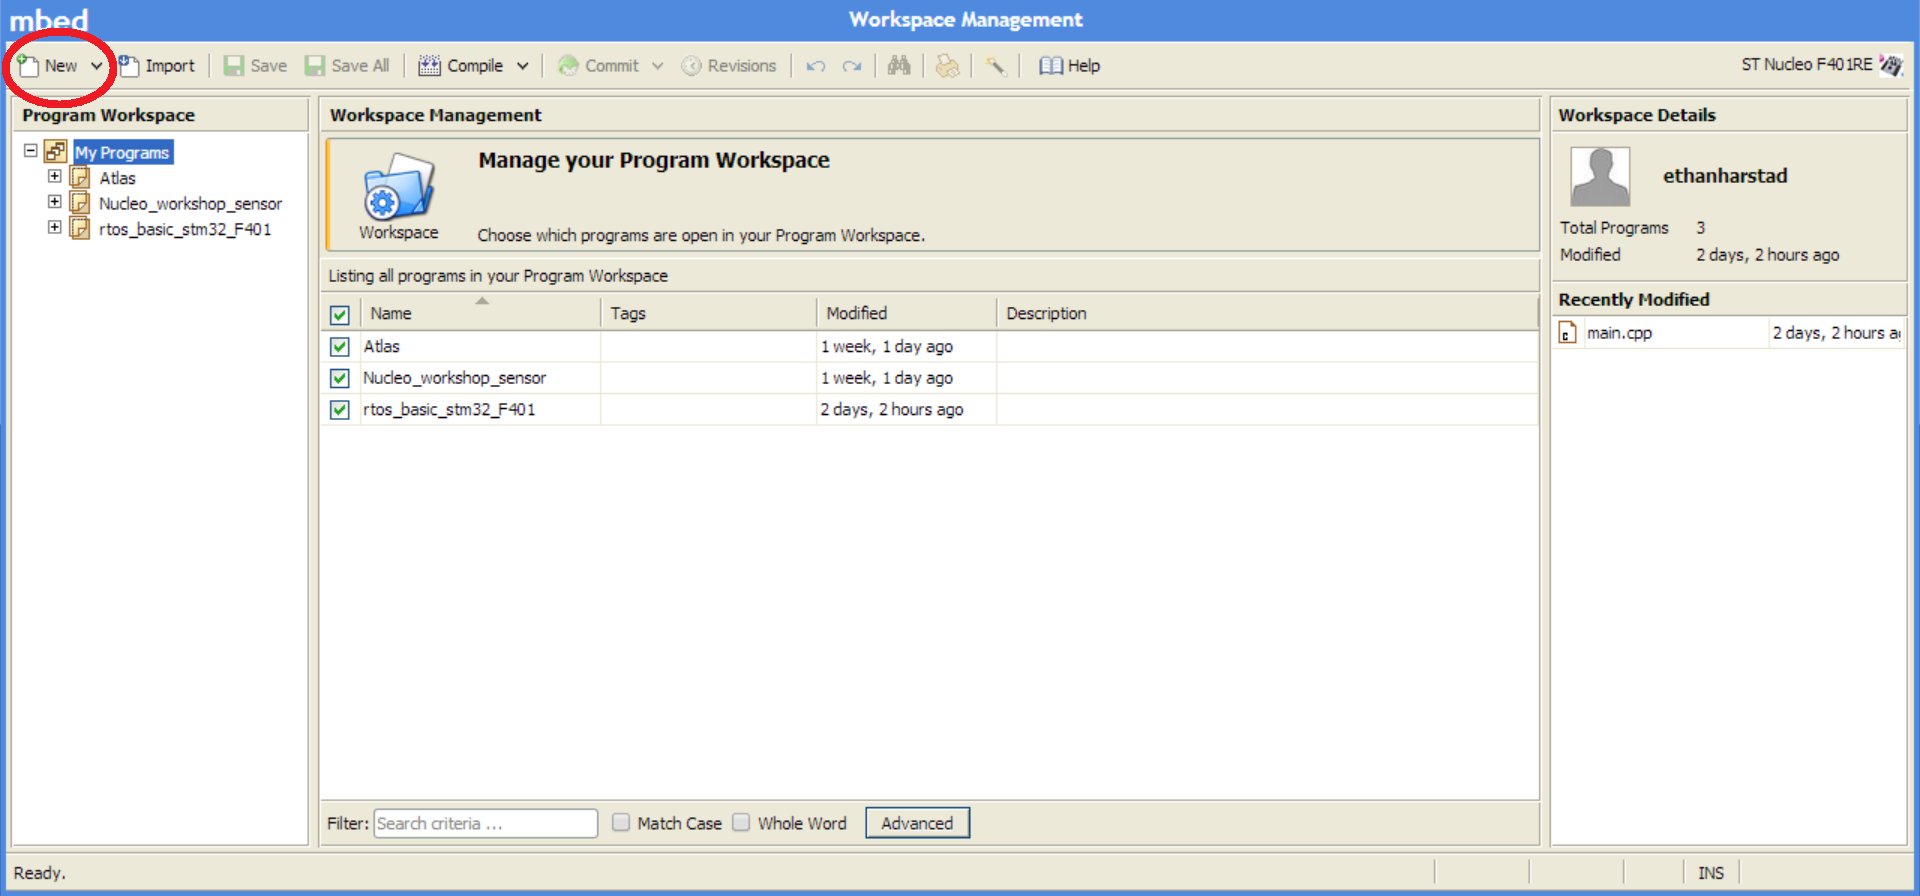 mbed
Workspace Management
New Import Save Save All Compile Commit Revisions Help ST Nucleo F401RE
Program Workspace
My Programs
Atlas
Nucleo_workshop_sensor
rtos_basic_stm32_F401
Workspace Management
Workspace
Manage your Program Workspace
Choose which programs are open in your Program Workspace.
Listing all programs in your Program Workspace
Name Tags Modified Description
Atlas 1 week, 1 day ago
Nucleo_workshop_sensor 1 week, 1 day ago
rtos_basic_stm32_F401 2 days, 2 hours ago
Filter: Search criteria ... Match Case Whole Word Advanced
Workspace Details
ethanharstad
Total Programs 3
Modified 2 days, 2 hours ago
Recently Modified
main.cpp 2 days, 2 hours
Ready. INS